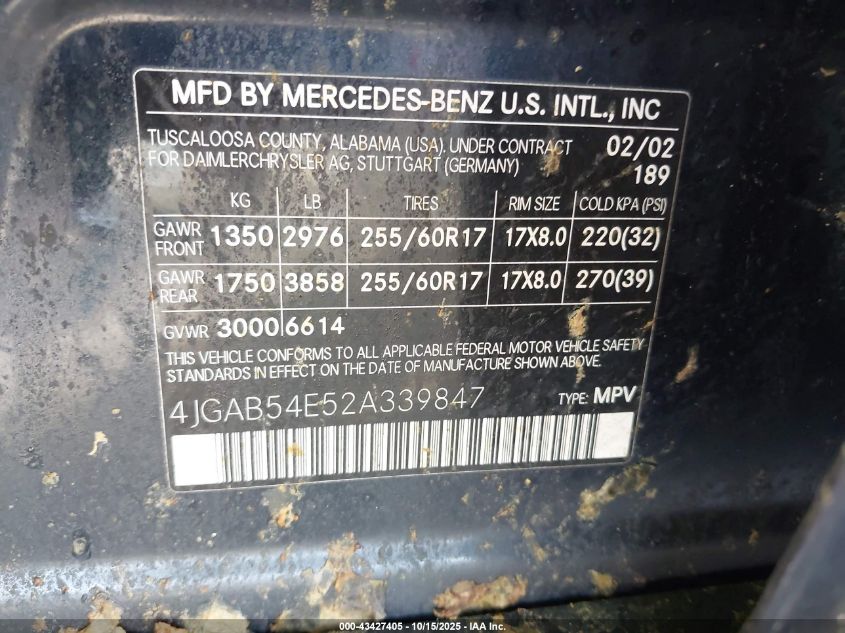 MFD BY MERCEDES-BENZ U.S. INTL., INC
TUSCALOOSA COUNTY, ALABAMA (USA). UNDER CONTRACT 02/02
FOR DAIMLERCHRYSLER AG, STUTTGART (GERMANY) 189
KG LB TIRES RIM SIZE COLD KPA (PSI)
GAWR FRONT 1350 2976 255/60R17 17X8.0 220(32)
GAWR REAR 1750 3858 255/60R17 17X8.0 270(39)
GVWR 3000 6614
THIS VEHICLE CONFORMS TO ALL APPLICABLE FEDERAL MOTOR VEHICLE SAFETY
STANDARDS IN EFFECT ON THE DATE OF MANUFACTURE SHOWN ABOVE.
4JGAB54E52A339847 TYPE: MPV
000-43427405 - 10/15/2025 - IAA Inc.